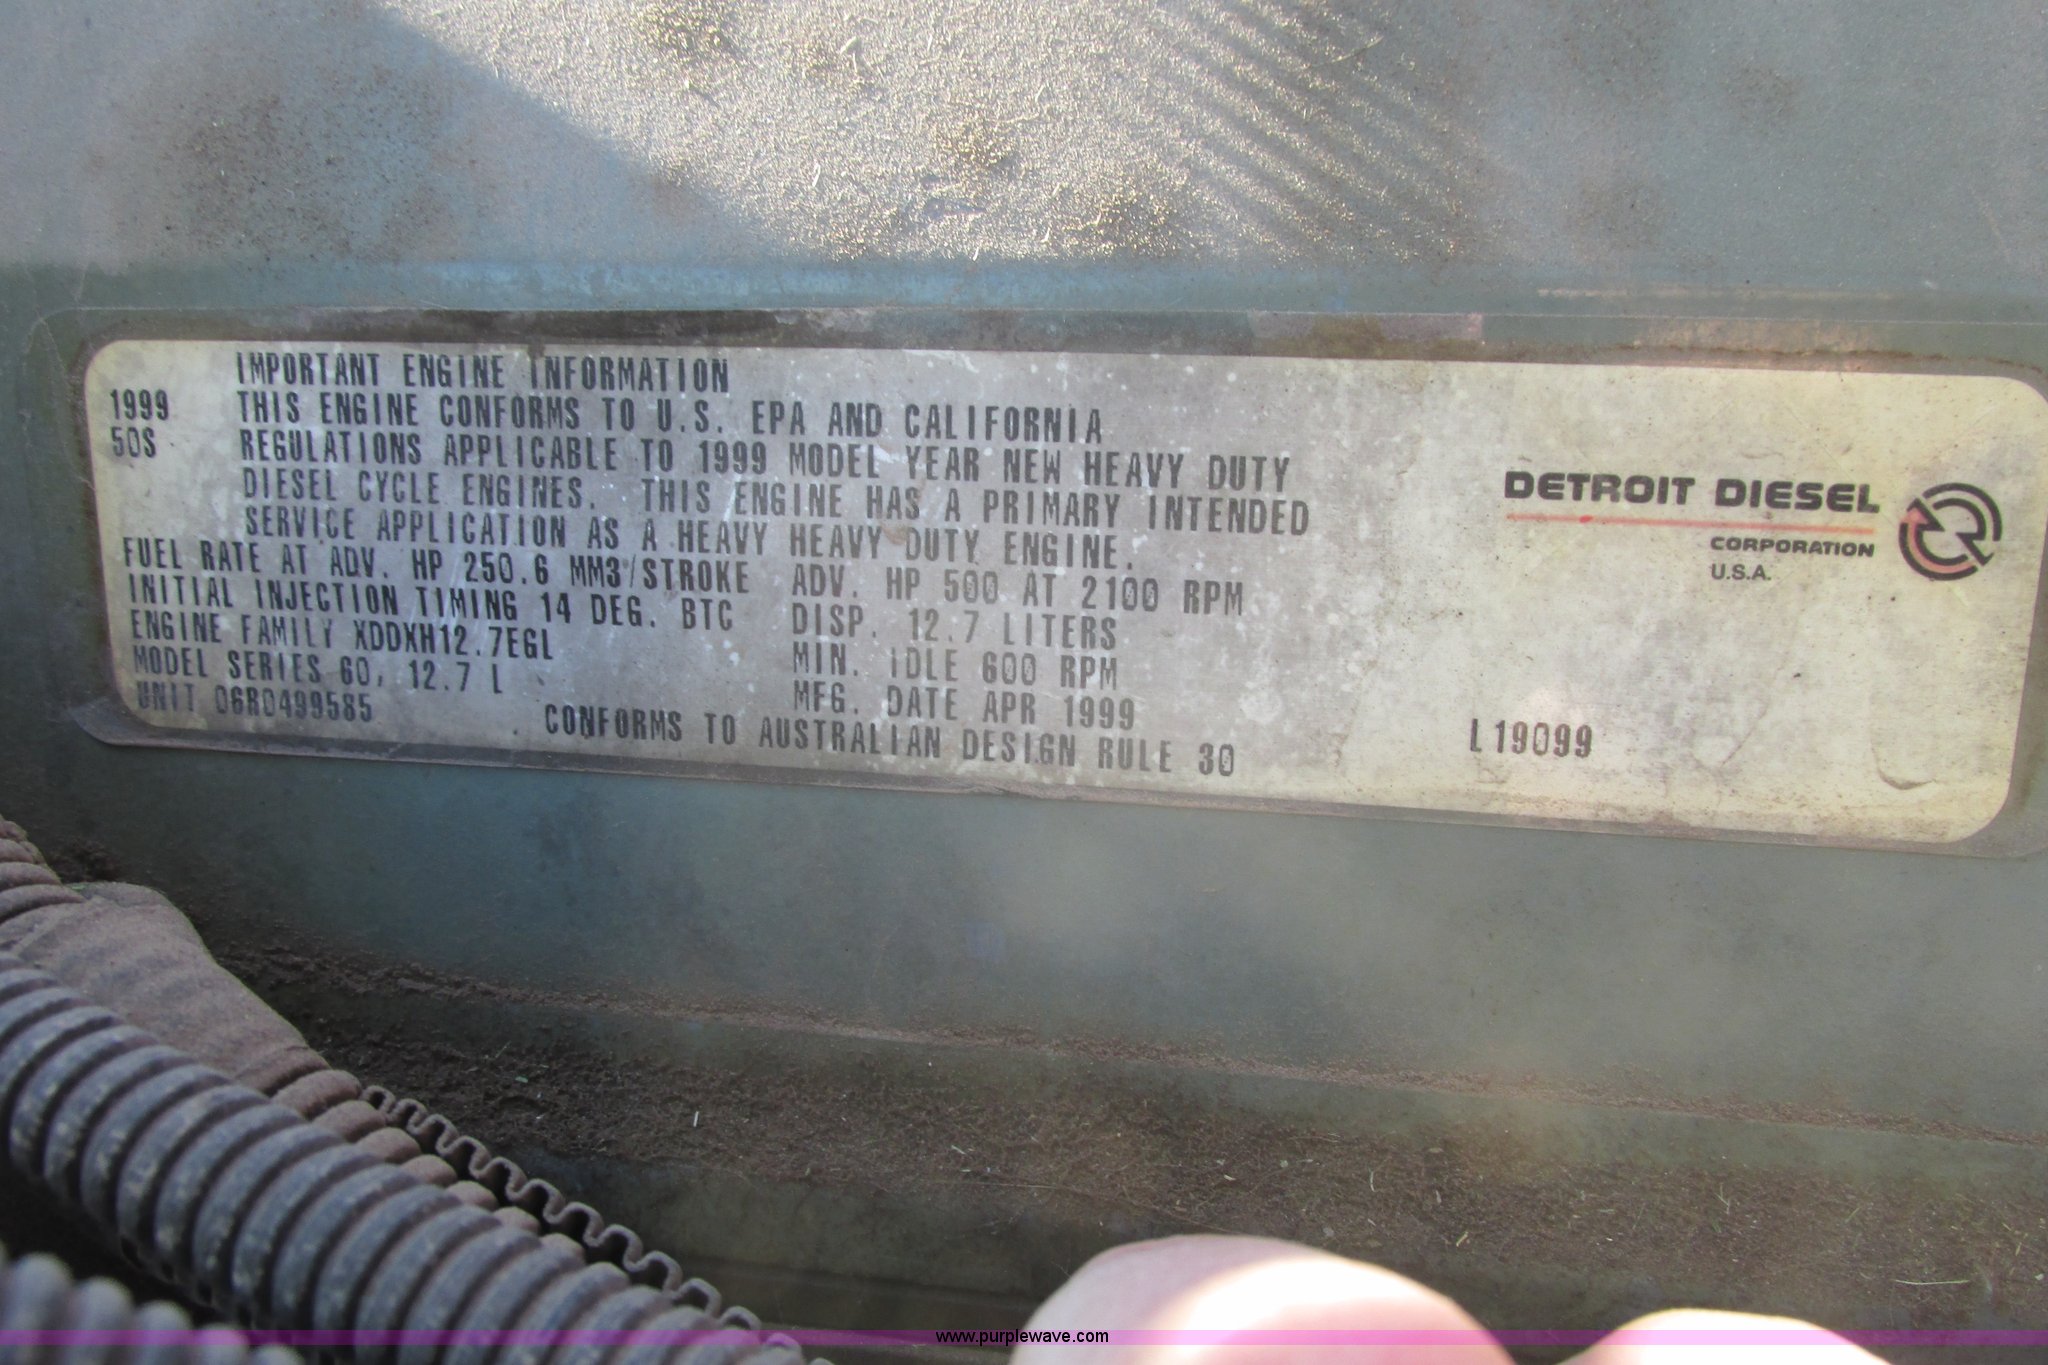 IMPORTANT ENGINE INFORMATION
1999 THIS ENGINE CONFORMS TO U.S. EPA AND CALIFORNIA
50S REGULATIONS APPLICABLE TO 1999 MODEL YEAR NEW HEAVY DUTY
DIESEL CYCLE ENGINES. THIS ENGINE HAS A PRIMARY INTENDED
SERVICE APPLICATION AS A HEAVY HEAVY DUTY ENGINE.
FUEL RATE AT ADV. HP 250.6 MM3/STROKE ADV. HP 500 AT 2100 RPM
INITIAL INJECTION TIMING 14 DEG. BTC DISP. 12.7 LITERS
ENGINE FAMILY XDDXH12.7EGL MIN. IDLE 600 RPM
MODEL SERIES 60, 12.7 L MFG. DATE APR 1999
UNIT 06R0499585 CONFORMS TO AUSTRALIAN DESIGN RULE 30
DETROIT DIESEL
CORPORATION
U.S.A.
L19099
www.purplewave.com